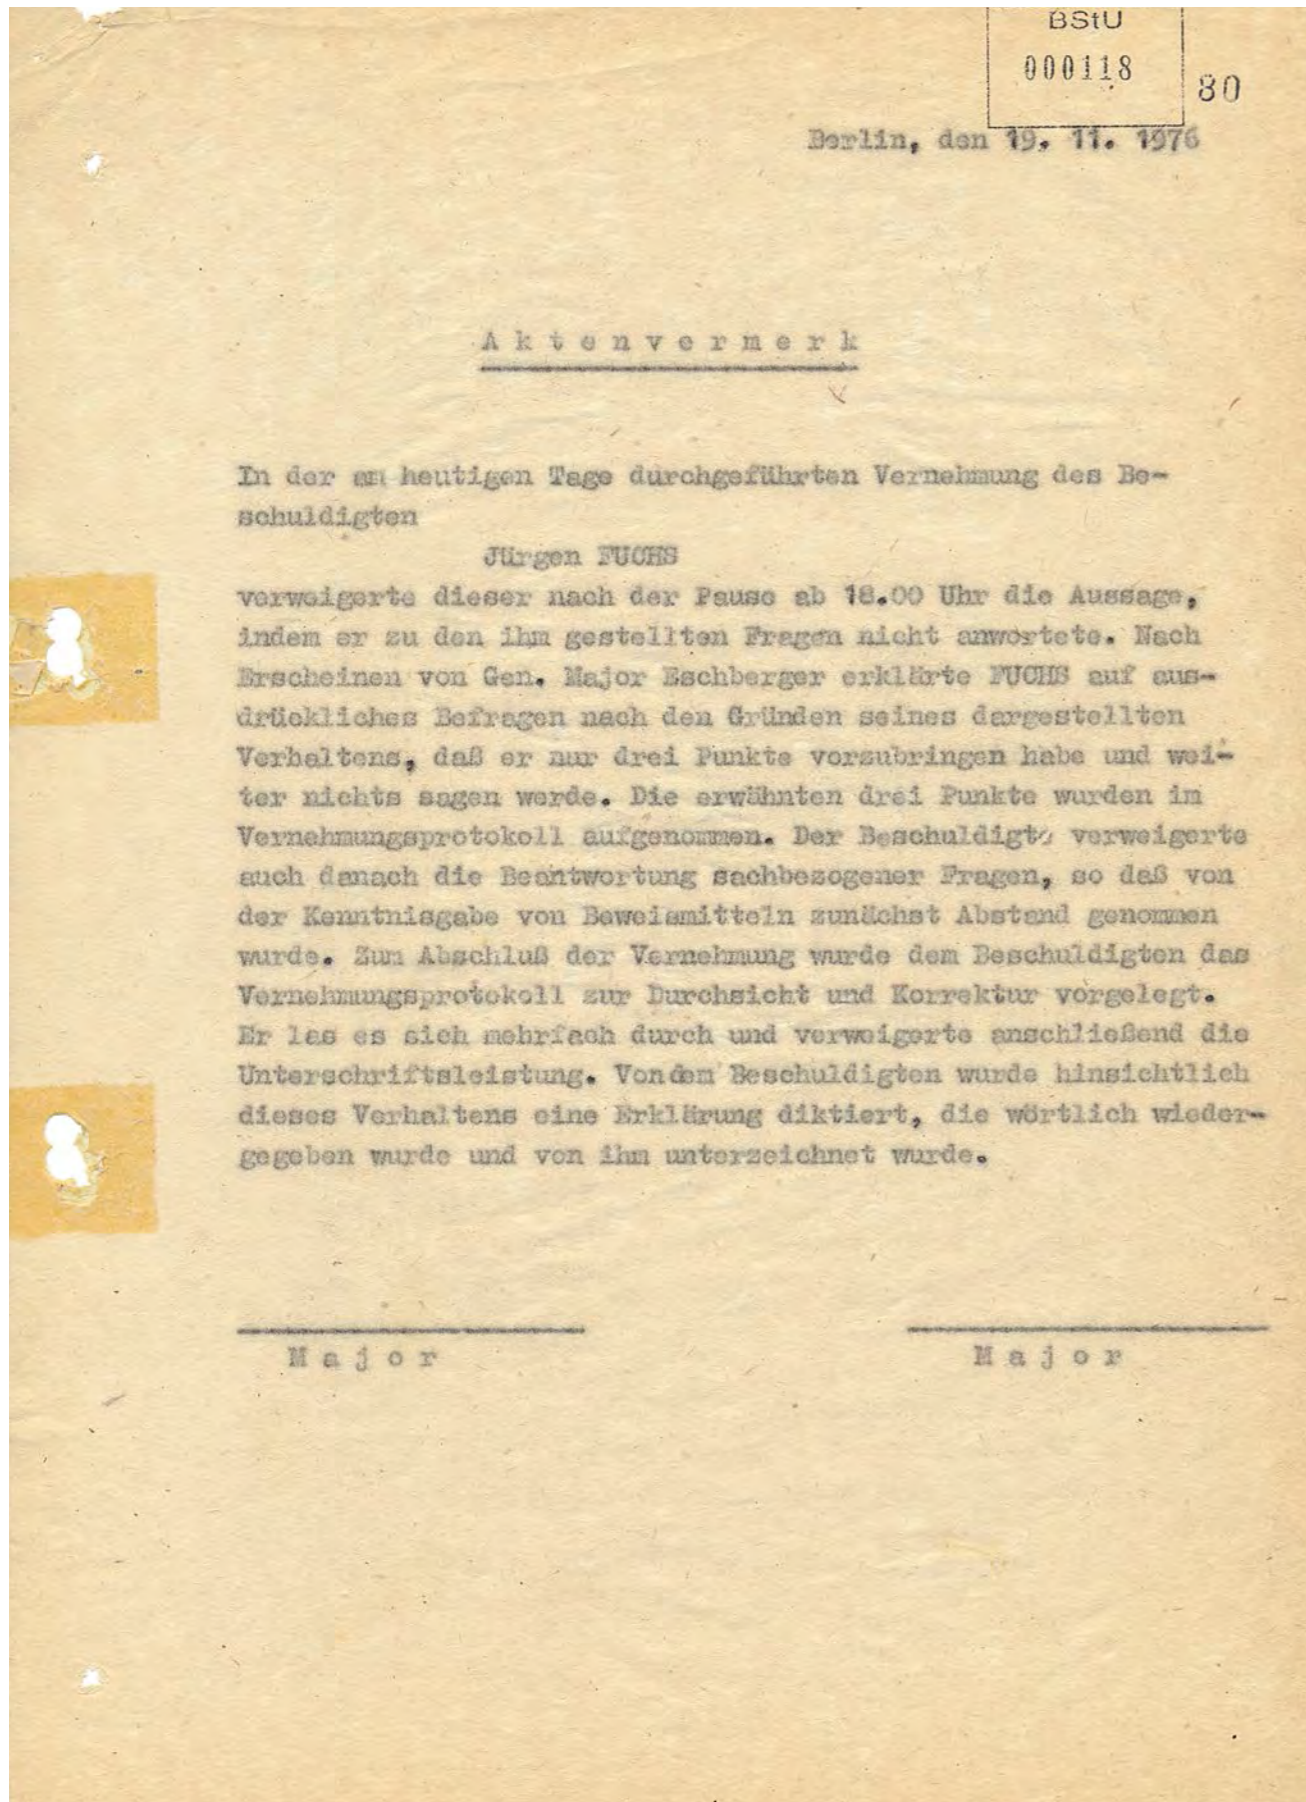 BStU
000118
80
Berlin, den 19. 11. 1976
A k t e n v e r m e r k
In der am heutigen Tage durchgeführten Vernehmung des Be-
schuldigten
Jürgen FUCHS
verweigerte dieser nach der Pause ab 18.00 Uhr die Aussage,
indem er zu den ihm gestellten Fragen nicht anwortete. Nach
Erscheinen von Gen. Major Eschberger erklärte FUCHS auf aus-
drückliches Befragen nach den Gründen seines dargestellten
Verhaltens, daß er nur drei Punkte vorzubringen habe und wei-
ter nichts sagen werde. Die erwähnten drei Punkte wurden im
Vernehmungsprotokoll aufgenommen. Der Beschuldigte verweigerte
auch danach die Beantwortung sachbezogener Fragen, so daß von
der Kenntnisgabe von Beweismitteln zunächst Abstand genommen
wurde. Zum Abschluß der Vernehmung wurde dem Beschuldigten das
Vernehmungsprotokoll zur Durchsicht und Korrektur vorgelegt.
Er las es sich mehrfach durch und verweigerte anschließend die
Unterschriftsleistung. Von dem Beschuldigten wurde hinsichtlich
dieses Verhaltens eine Erklärung diktiert, die wörtlich wieder-
gegeben wurde und von ihm unterzeichnet wurde.
M a j o r
M a j o r